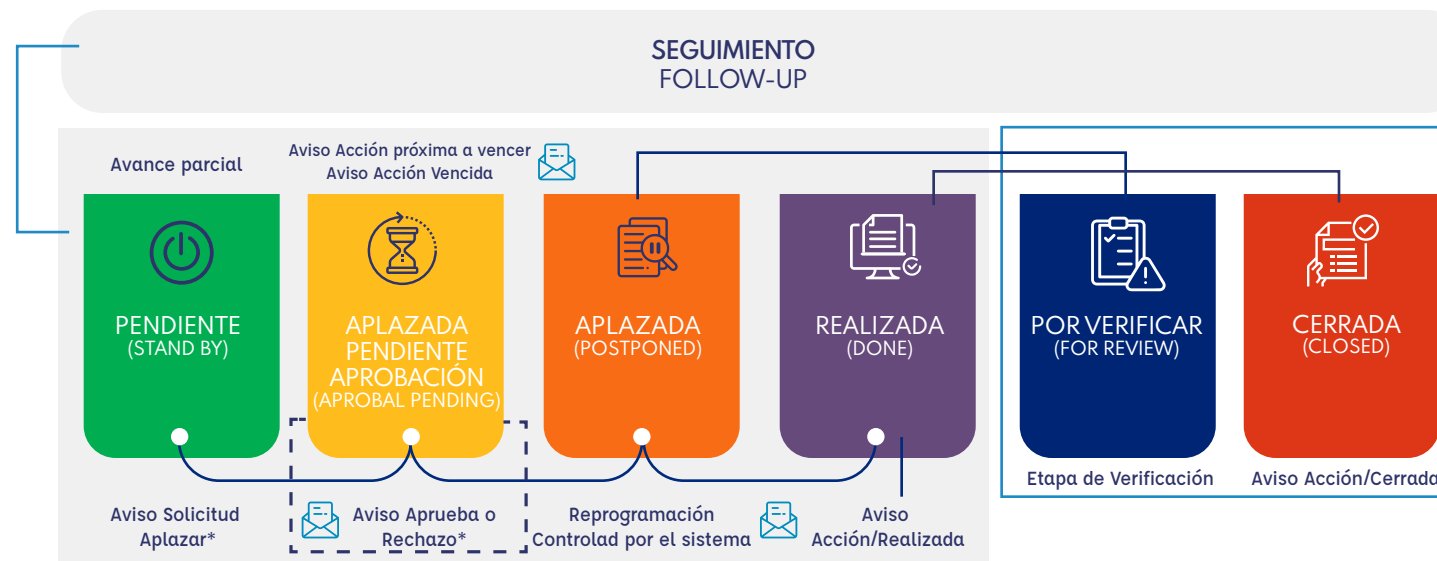 SEGUIMIENTO
FOLLOW-UP
Avance parcial
Aviso Acción próxima a vencer
Aviso Acción Vencida
PENDIENTE
(STAND BY)
APLAZADA
PENDIENTE
APROBACIÓN
(APROBAL PENDING)
APLAZADA
(POSTPONED)
REALIZADA
(DONE)
POR VERIFICAR
(FOR REVIEW)
CERRADA
(CLOSED)
Aviso Solicitud
Aplazar*
Aviso Aprueba o
Rechazo*
Reprogramación
Controlad por el sistema
Aviso
Acción/Realizada
Etapa de Verificación
Aviso Acción/Cerrada